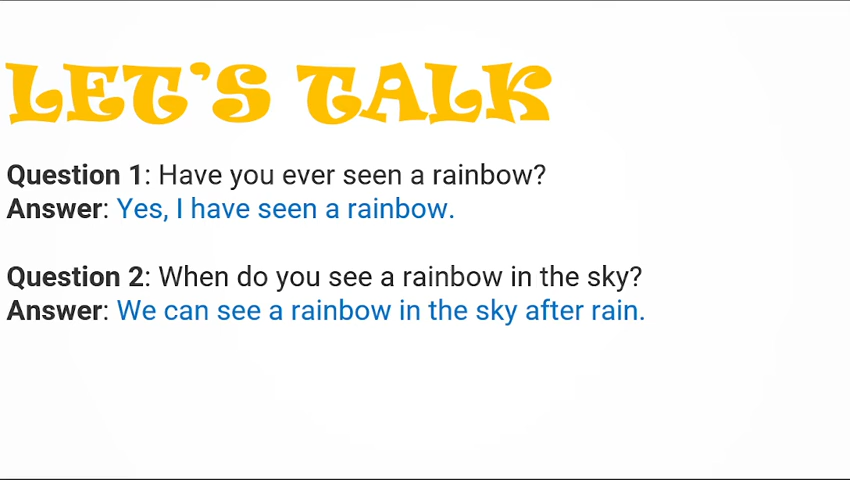 LET'S TALK
Question 1: Have you ever seen a rainbow?
Answer: Yes, I have seen a rainbow.
Question 2: When do you see a rainbow in the sky?
Answer: We can see a rainbow in the sky after rain.